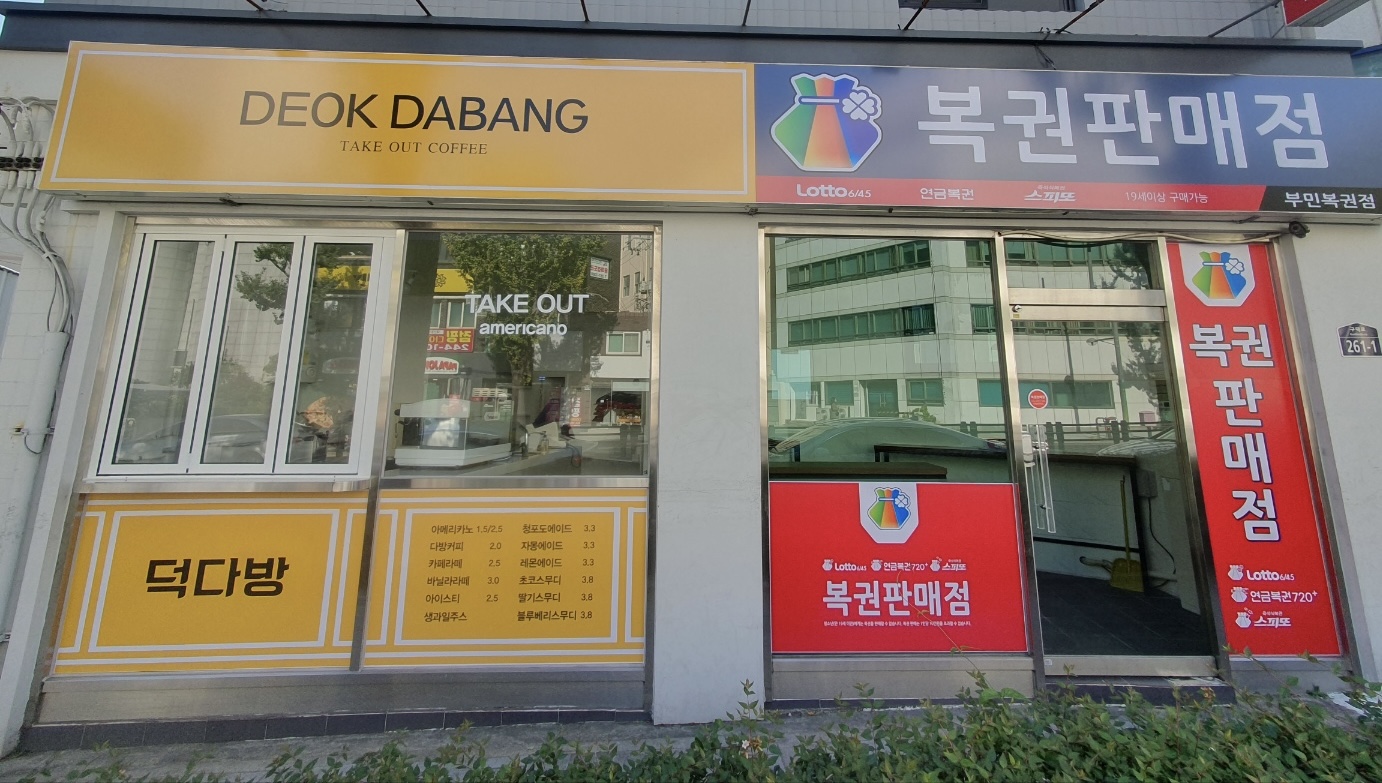 DEOK DABANG
TAKE OUT COFFEE
복권판매점
Lotto 6/45 연금복권 스피또 19세이상 구매가능 부민복권점
TAKE OUT
americano
덕다방
아메리카노 1.5/2.5 청포도에이드 3.3
다방커피 2.0 자몽에이드 3.3
카페라떼 2.5 레몬에이드 3.3
바닐라라떼 3.0 초코스무디 3.8
아이스티 2.5 딸기스무디 3.8
생과일주스 블루베리스무디 3.8
Lotto 6/45 연금복권720+ 스피또
복권판매점
복권판매점
Lotto 6/45
연금복권720+
스피또
261-1